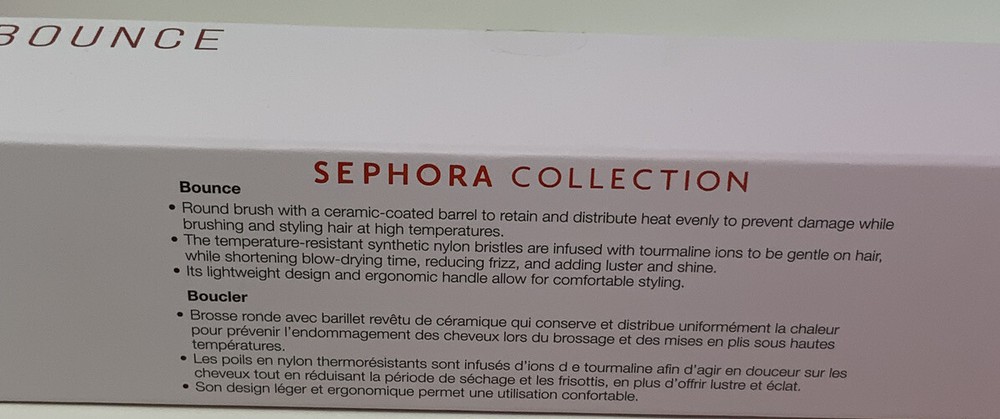 BOUNCE
SEPHORA COLLECTION
Bounce
• Round brush with a ceramic-coated barrel to retain and distribute heat evenly to prevent damage while
brushing and styling hair at high temperatures.
• The temperature-resistant synthetic nylon bristles are infused with tourmaline ions to be gentle on hair,
while shortening blow-drying time, reducing frizz, and adding luster and shine.
• Its lightweight design and ergonomic handle allow for comfortable styling.
Boucler
• Brosse ronde avec barillet revêtu de céramique qui conserve et distribue uniformément la chaleur
pour prévenir l'endommagement des cheveux lors du brossage et des mises en plis sous hautes
températures.
• Les poils en nylon thermorésistants sont infusés d'ions d e tourmaline afin d'agir en douceur sur les
cheveux tout en réduisant la période de séchage et les frisottis, en plus d'offrir lustre et éclat.
• Son design léger et ergonomique permet une utilisation confortable.